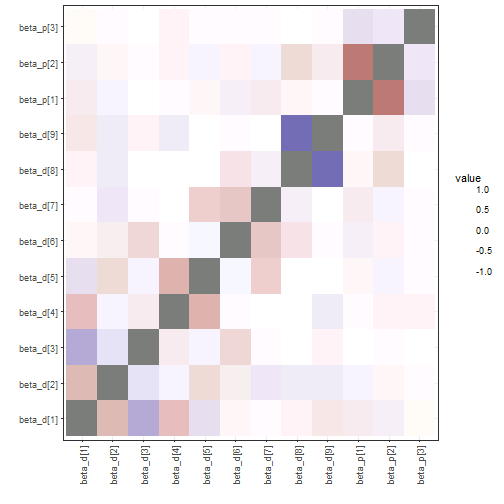 beta_p[3]
beta_p[2]
beta_p[1]
beta_d[9]
beta_d[8]
beta_d[7]
beta_d[6]
beta_d[5]
beta_d[4]
beta_d[3]
beta_d[2]
beta_d[1]
beta_d[1]
beta_d[2]
beta_d[3]
beta_d[4]
beta_d[5]
beta_d[6]
beta_d[7]
beta_d[8]
beta_d[9]
beta_p[1]
beta_p[2]
beta_p[3]
value
1.0
0.5
0.0
-0.5
-1.0